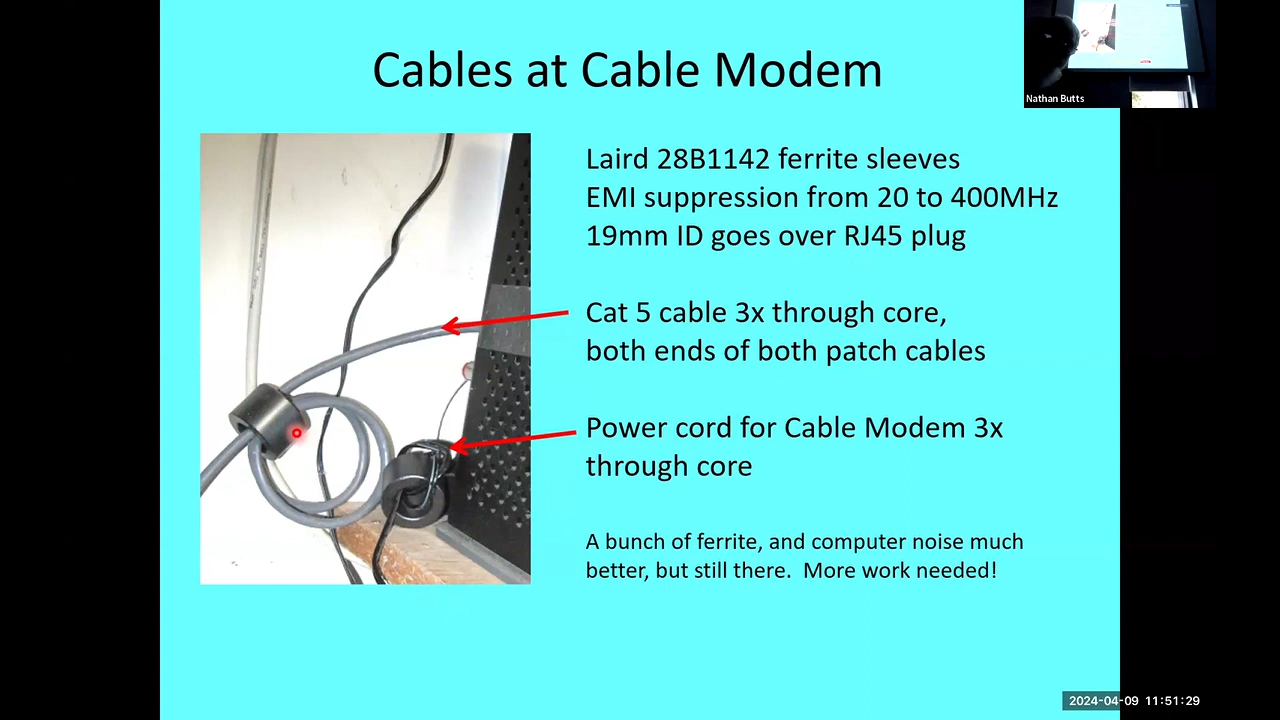 Cables at Cable Modem
Nathan Butts
Laird 28B1142 ferrite sleeves
EMI suppression from 20 to 400MHz
19mm ID goes over RJ45 plug
Cat 5 cable 3x through core,
both ends of both patch cables
Power cord for Cable Modem 3x
through core
A bunch of ferrite, and computer noise much
better, but still there.  More work needed!
2024-04-09 11:51:29